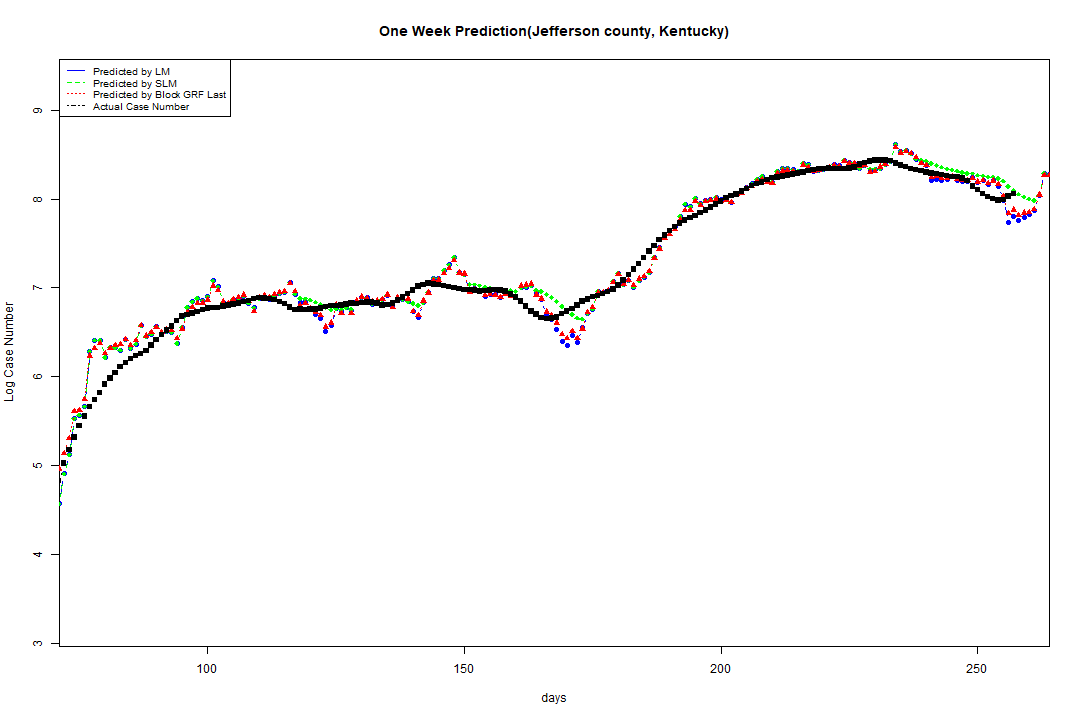 One Week Prediction(Jefferson county, Kentucky)
Predicted by LM
Predicted by SLM
Predicted by Block GRF Last
Actual Case Number
Log Case Number
9
8
7
6
5
4
3
100 150 200 250
days